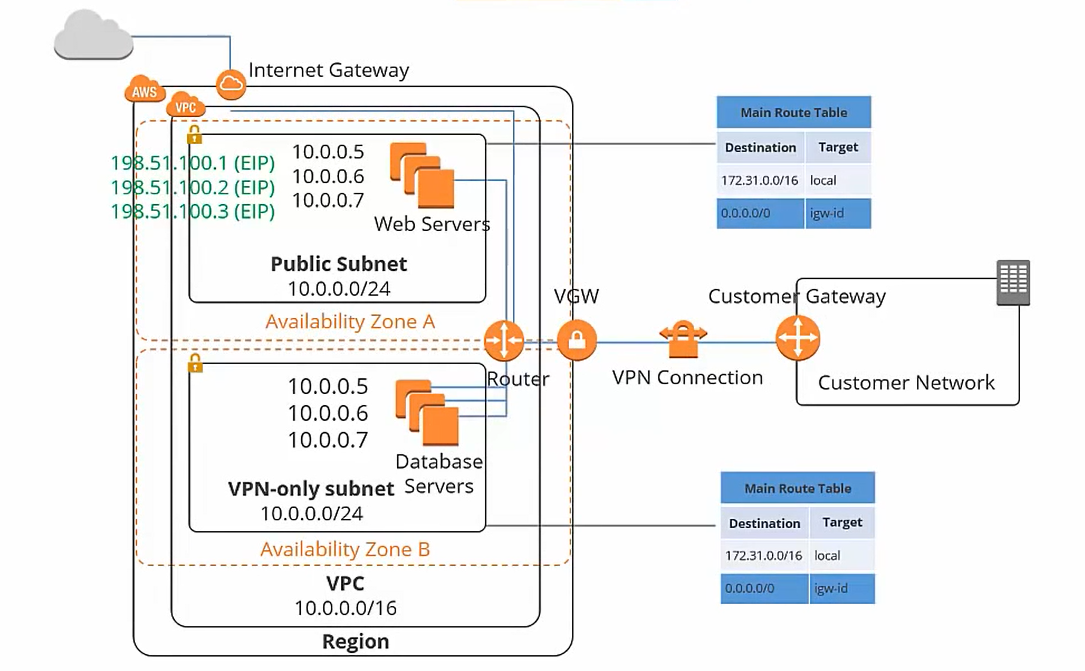 Internet Gateway
AWS
VPC
198.51.100.1 (EIP)
198.51.100.2 (EIP)
198.51.100.3 (EIP)
10.0.0.5
10.0.0.6
10.0.0.7
Web Servers
Public Subnet
10.0.0.0/24
Availability Zone A
Main Route Table
Destination Target
172.31.0.0/16 local
0.0.0.0/0 igw-id
VGW
Customer Gateway
Router
VPN Connection
Customer Network
10.0.0.5
10.0.0.6
10.0.0.7
Database
Servers
VPN-only subnet
10.0.0.0/24
Availability Zone B
Main Route Table
Destination Target
172.31.0.0/16 local
0.0.0.0/0 igw-id
VPC
10.0.0.0/16
Region